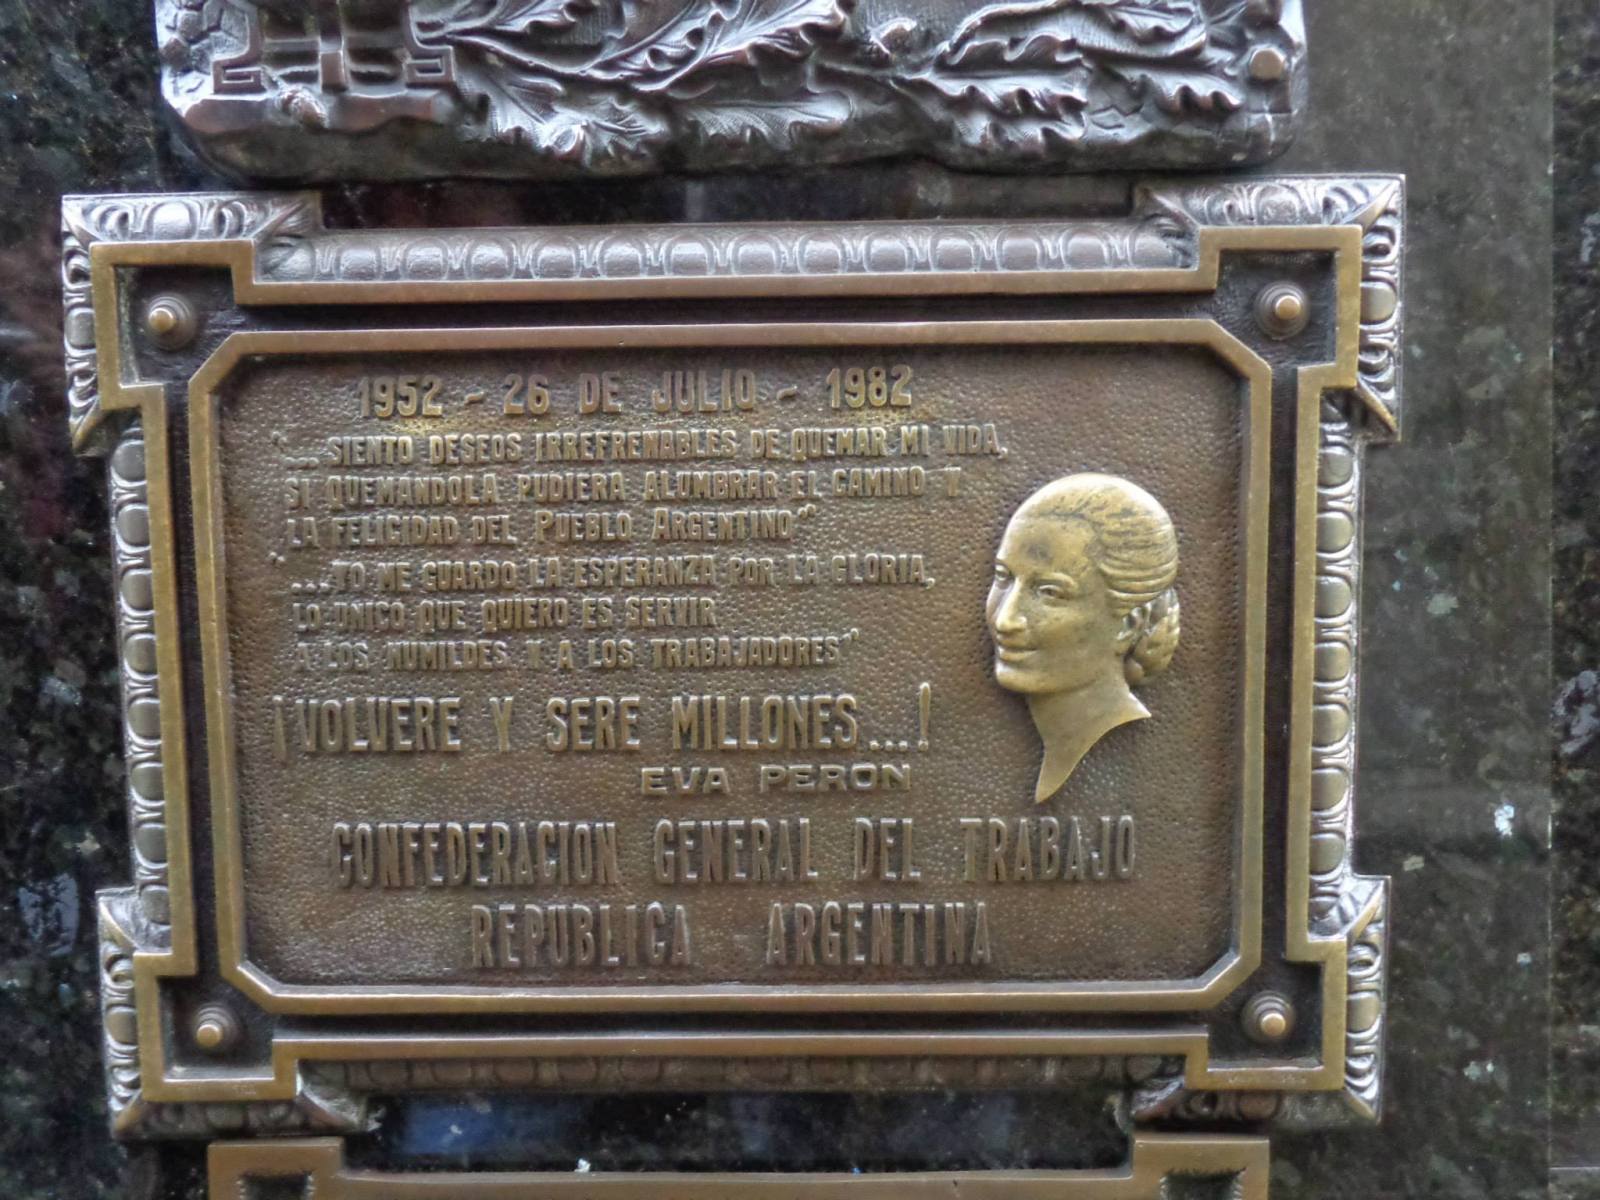 1952 - 26 DE JULIO - 1982
"...SIENTO DESEOS IRREFRENABLES DE QUEMAR MI VIDA,
SI QUEMANDOLA PUDIERA ALUMBRAR EL CAMINO Y
LA FELICIDAD DEL PUEBLO ARGENTINO"
"...YO ME GUARDO LA ESPERANZA POR LA GLORIA,
LO UNICO QUE QUIERO ES SERVIR
A LOS HUMILDES Y A LOS TRABAJADORES"
¡VOLVERE Y SERE MILLONES...!
EVA PERON
CONFEDERACION GENERAL DEL TRABAJO
REPUBLICA ARGENTINA